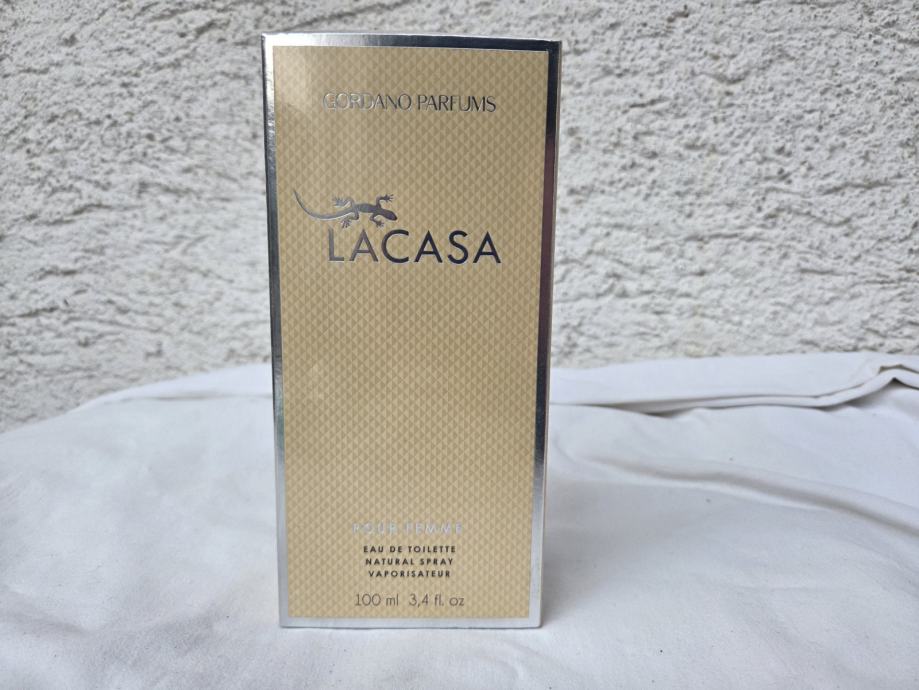 GORDANO PARFUMS
LACASA
POUR FEMME
EAU DE TOILETTE
NATURAL SPRAY
VAPORISATEUR
100 ml 3,4 fl. oz